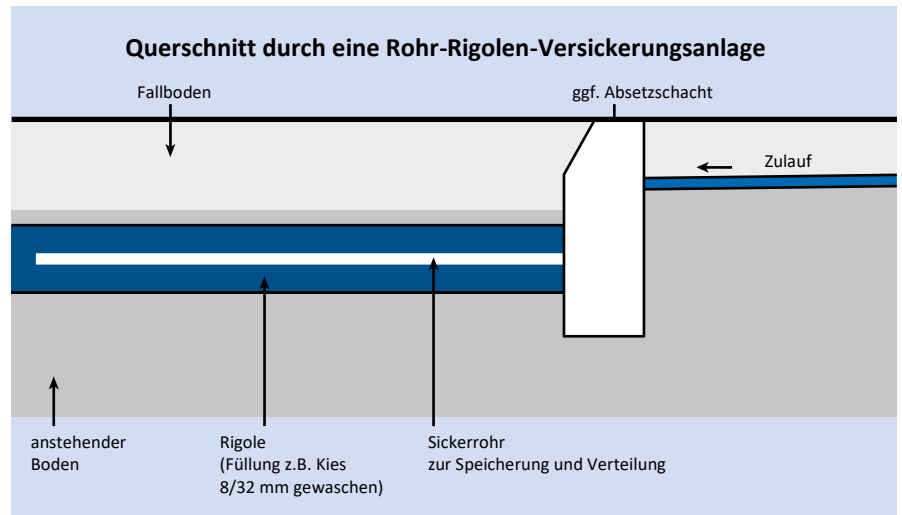 Querschnitt durch eine Rohr-Rigolen-Versickerungsanlage
Fallboden
ggf. Absetzschacht
Zulauf
anstehender
Boden
Rigole
(Füllung z.B. Kies
8/32 mm gewaschen)
Sickerrohr
zur Speicherung und Verteilung